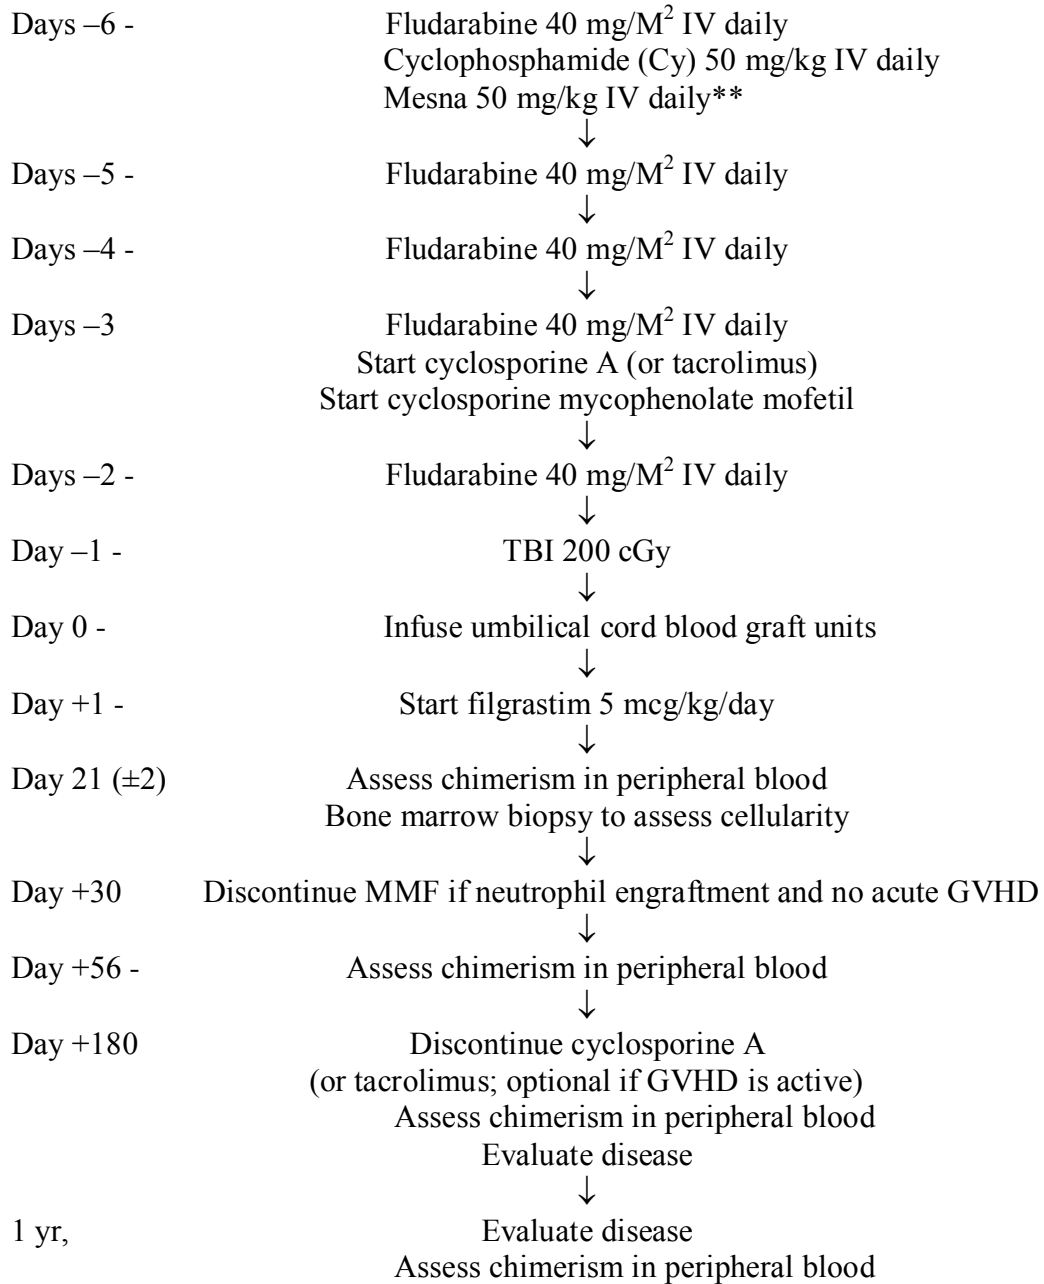 Days –6 - Fludarabine 40 mg/M² IV daily
Cyclophosphamide (Cy) 50 mg/kg IV daily
Mesna 50 mg/kg IV daily**
↓
Days –5 - Fludarabine 40 mg/M² IV daily
↓
Days –4 - Fludarabine 40 mg/M² IV daily
↓
Days –3 Fludarabine 40 mg/M² IV daily
Start cyclosporine A (or tacrolimus)
Start cyclosporine mycophenolate mofetil
↓
Days –2 - Fludarabine 40 mg/M² IV daily
↓
Day –1 - TBI 200 cGy
↓
Day 0 - Infuse umbilical cord blood graft units
↓
Day +1 - Start filgrastim 5 mcg/kg/day
↓
Day 21 (±2) Assess chimerism in peripheral blood
Bone marrow biopsy to assess cellularity
↓
Day +30 Discontinue MMF if neutrophil engraftment and no acute GVHD
↓
Day +56 - Assess chimerism in peripheral blood
↓
Day +180 Discontinue cyclosporine A
(or tacrolimus; optional if GVHD is active)
Assess chimerism in peripheral blood
Evaluate disease
↓
1 yr, Evaluate disease
Assess chimerism in peripheral blood